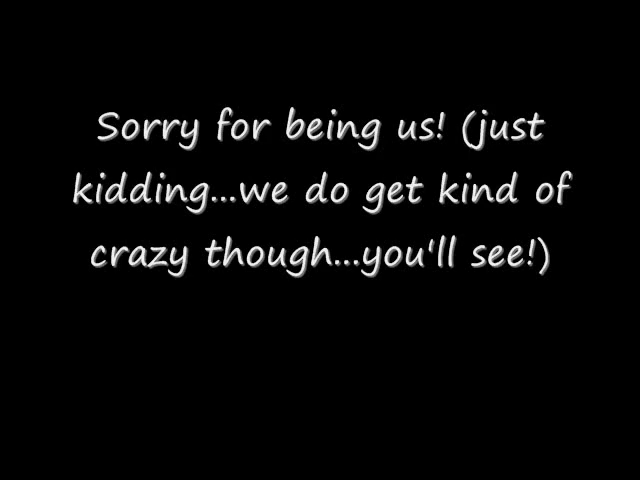 Sorry for being us! (just
kidding...we do get kind of
crazy though...you'll see!)